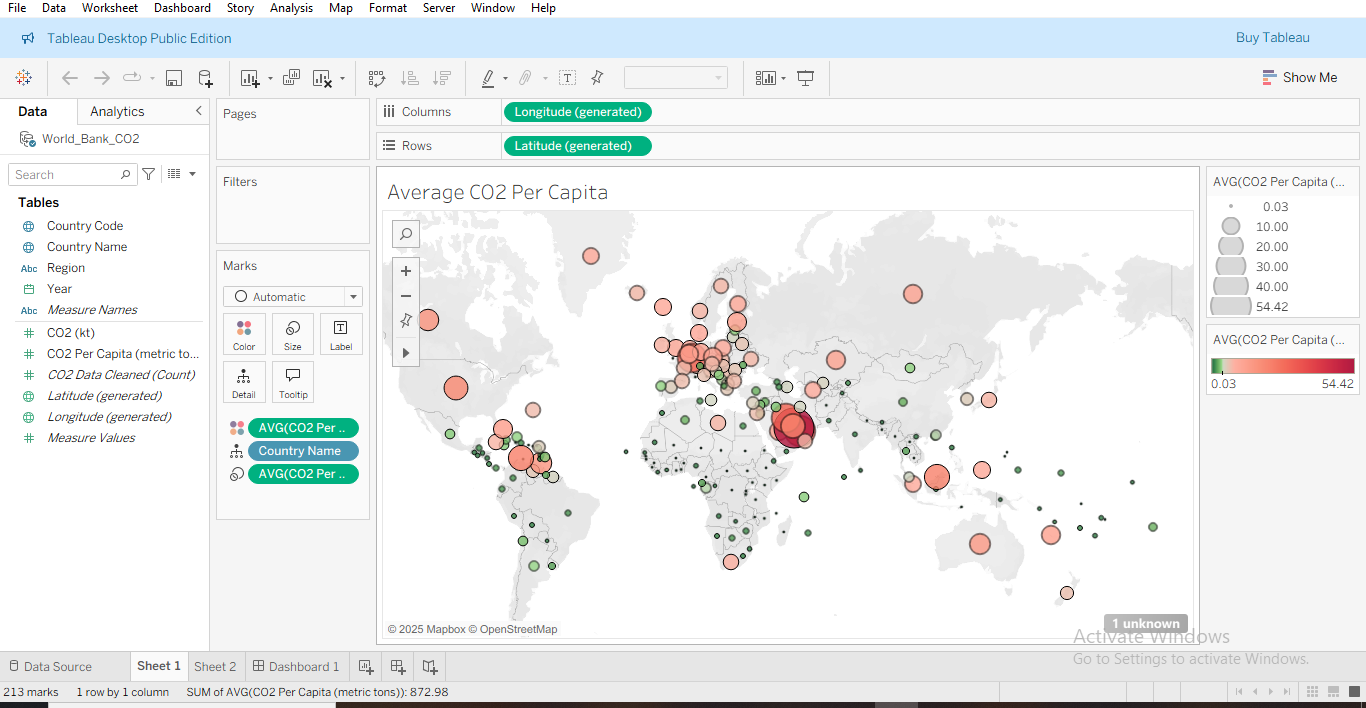 File Data Worksheet Dashboard Story Analysis Map Format Server Window Help
Tableau Desktop Public Edition
Buy Tableau
Show Me
Data
Analytics
World_Bank_CO2
Search
Tables
Country Code
Country Name
Abc Region
Year
Abc Measure Names
CO2 (kt)
CO2 Per Capita (metric to...
CO2 Data Cleaned (Count)
Latitude (generated)
Longitude (generated)
Measure Values
Pages
Filters
Marks
Automatic
Color
Size
Label
Detail
Tooltip
AVG(CO2 Per ..
Country Name
AVG(CO2 Per ..
Columns
Longitude (generated)
Rows
Latitude (generated)
Average CO2 Per Capita
© 2025 Mapbox © OpenStreetMap
1 unknown
AVG(CO2 Per Capita (...
0.03
10.00
20.00
30.00
40.00
54.42
AVG(CO2 Per Capita (...
0.03 54.42
Activate Windows
Go to Settings to activate Windows.
Data Source
Sheet 1
Sheet 2
Dashboard 1
213 marks
1 row by 1 column
SUM of AVG(CO2 Per Capita (metric tons)): 872.98